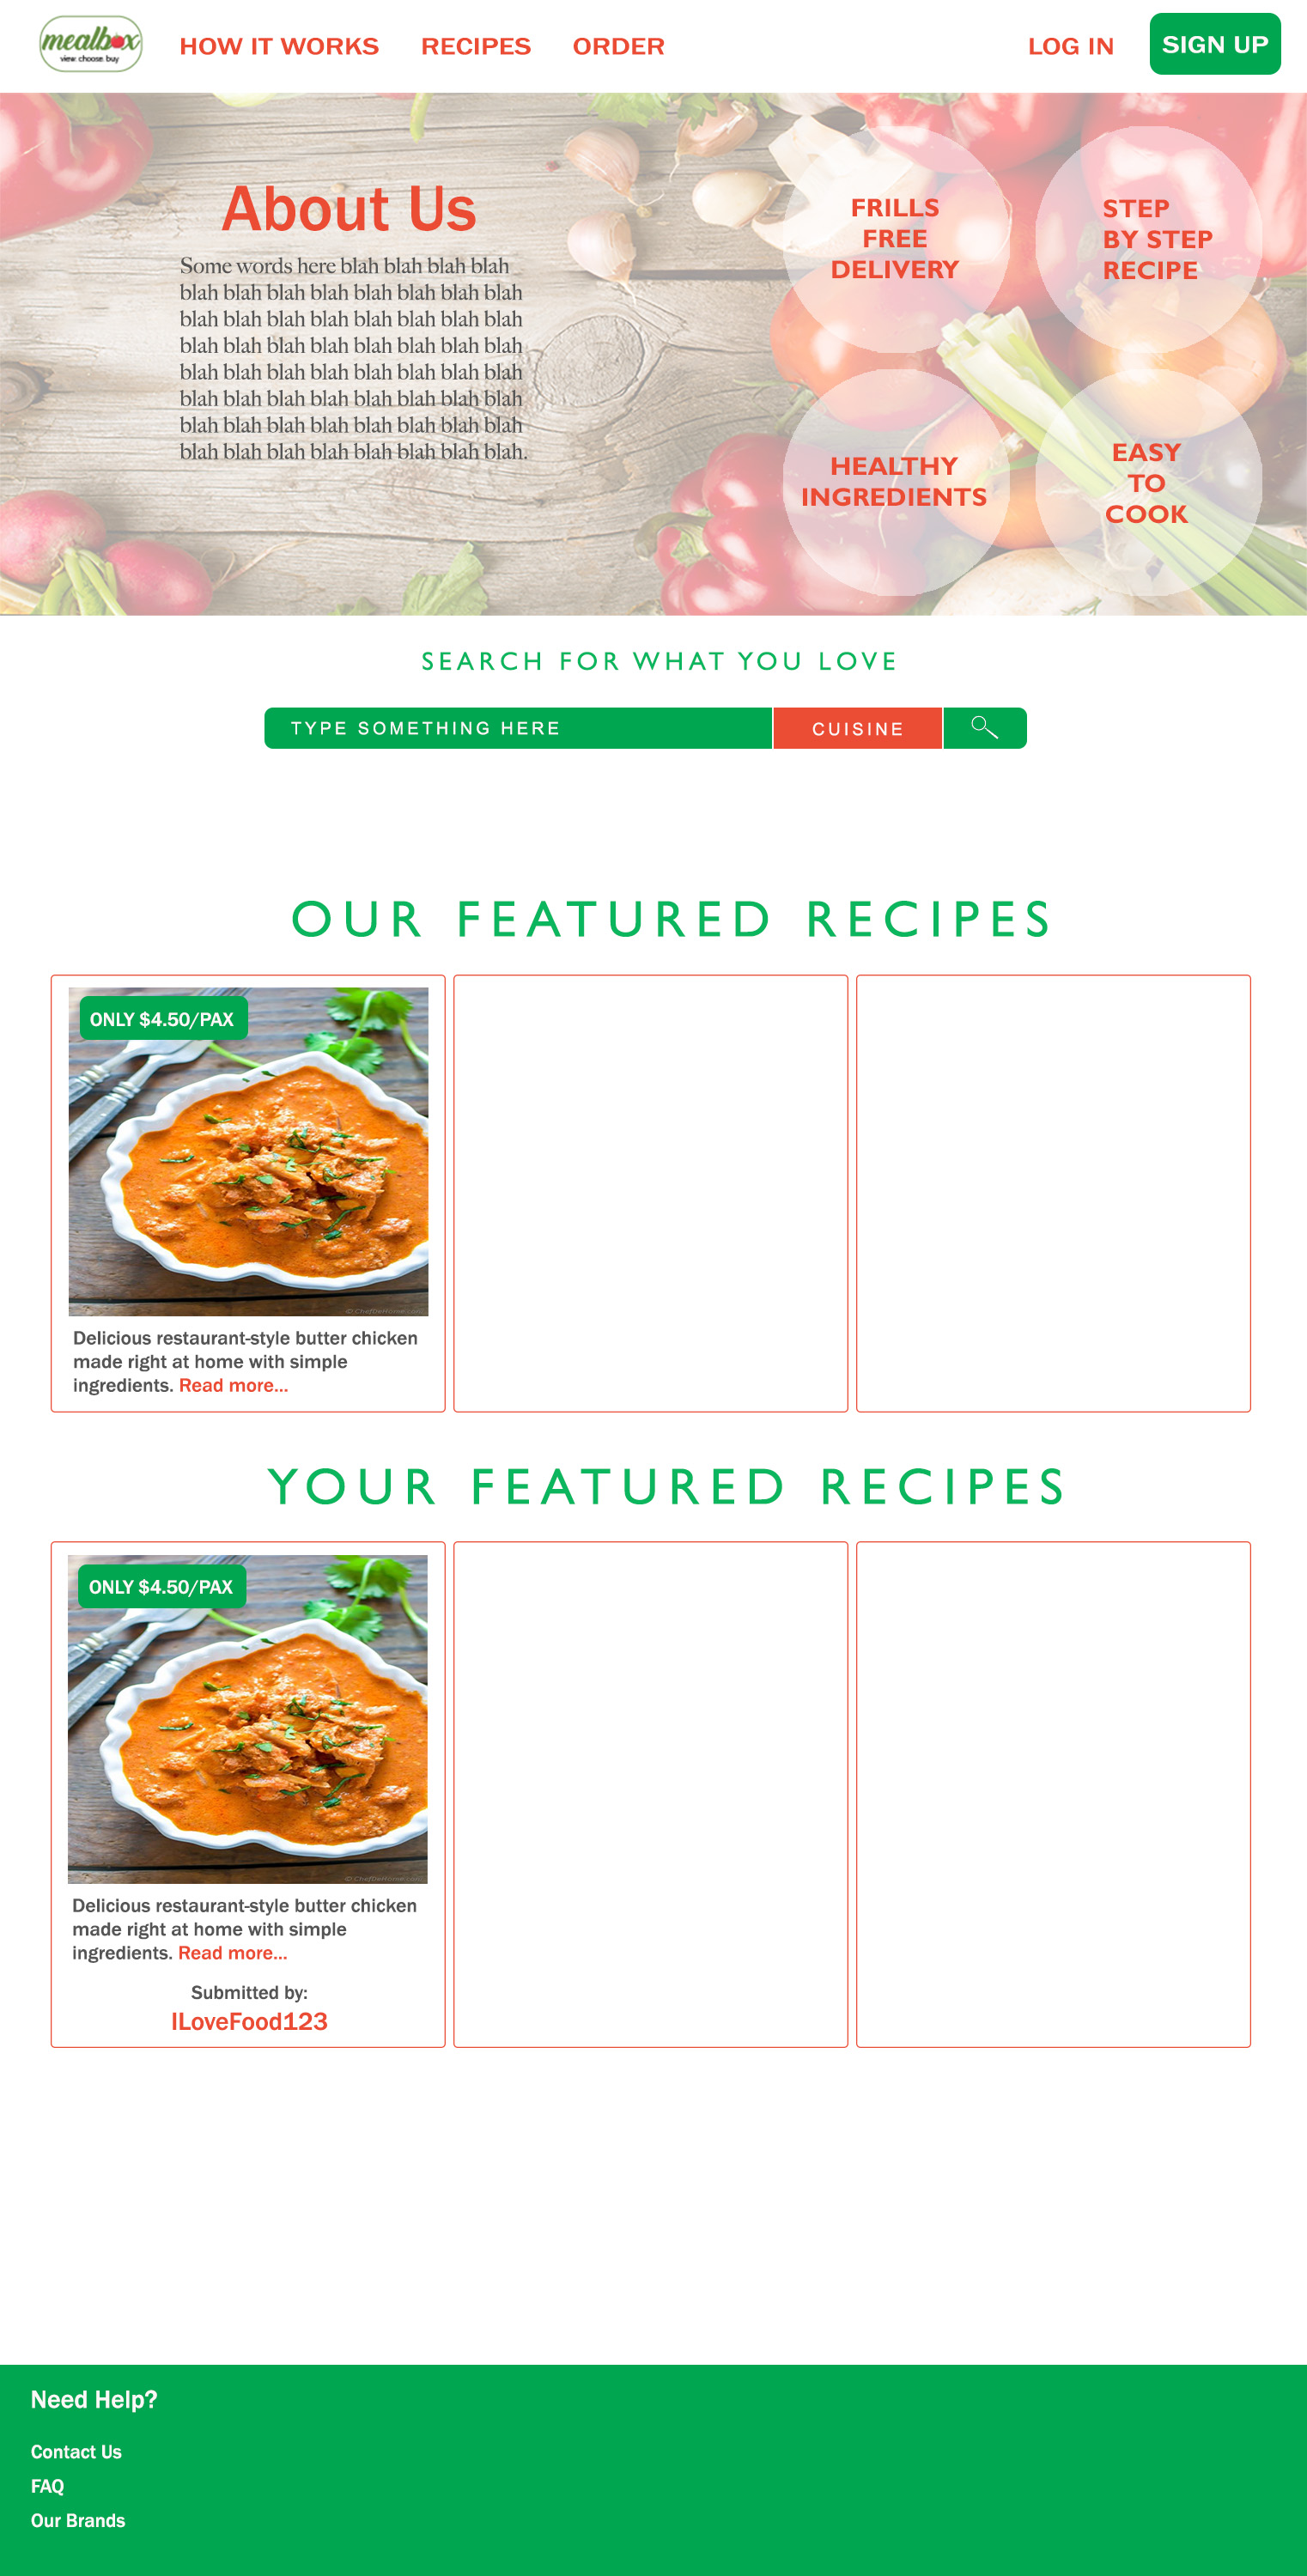 mealbox
view choose buy
HOW IT WORKS
RECIPES
ORDER
LOG IN
SIGN UP
About Us
Some words here blah blah blah blah
blah blah blah blah blah blah blah blah
blah blah blah blah blah blah blah blah
blah blah blah blah blah blah blah blah
blah blah blah blah blah blah blah blah
blah blah blah blah blah blah blah blah
blah blah blah blah blah blah blah blah
blah blah blah blah blah blah blah blah.
FRILLS
FREE
DELIVERY
STEP
BY STEP
RECIPE
HEALTHY
INGREDIENTS
EASY
TO
COOK
SEARCH FOR WHAT YOU LOVE
TYPE SOMETHING HERE
CUISINE
OUR FEATURED RECIPES
ONLY $4.50/PAX
© ChefDeHome.com
Delicious restaurant-style butter chicken
made right at home with simple
ingredients. Read more...
YOUR FEATURED RECIPES
ONLY $4.50/PAX
© ChefDeHome.com
Delicious restaurant-style butter chicken
made right at home with simple
ingredients. Read more...
Submitted by:
ILoveFood123
Need Help?
Contact Us
FAQ
Our Brands